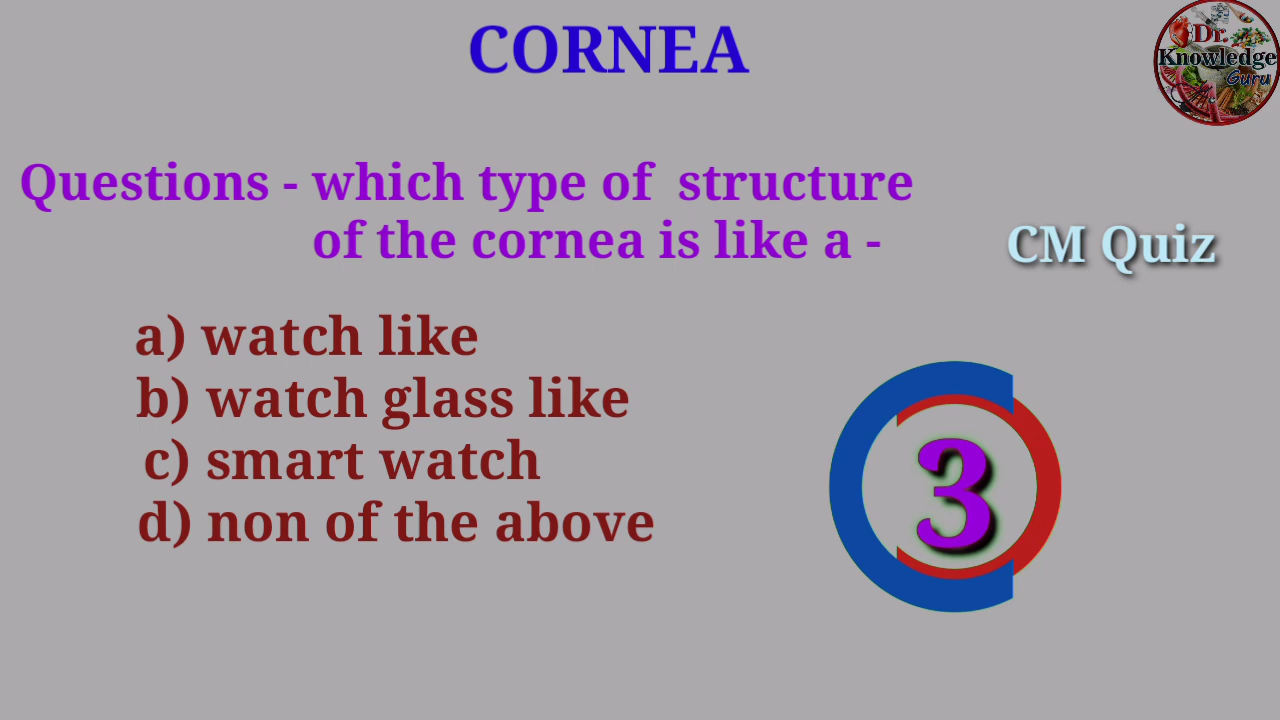 CORNEA
Dr.
Knowledge
Guru
Questions - which type of structure
of the cornea is like a -
CM Quiz
a) watch like
b) watch glass like
c) smart watch
d) non of the above
3